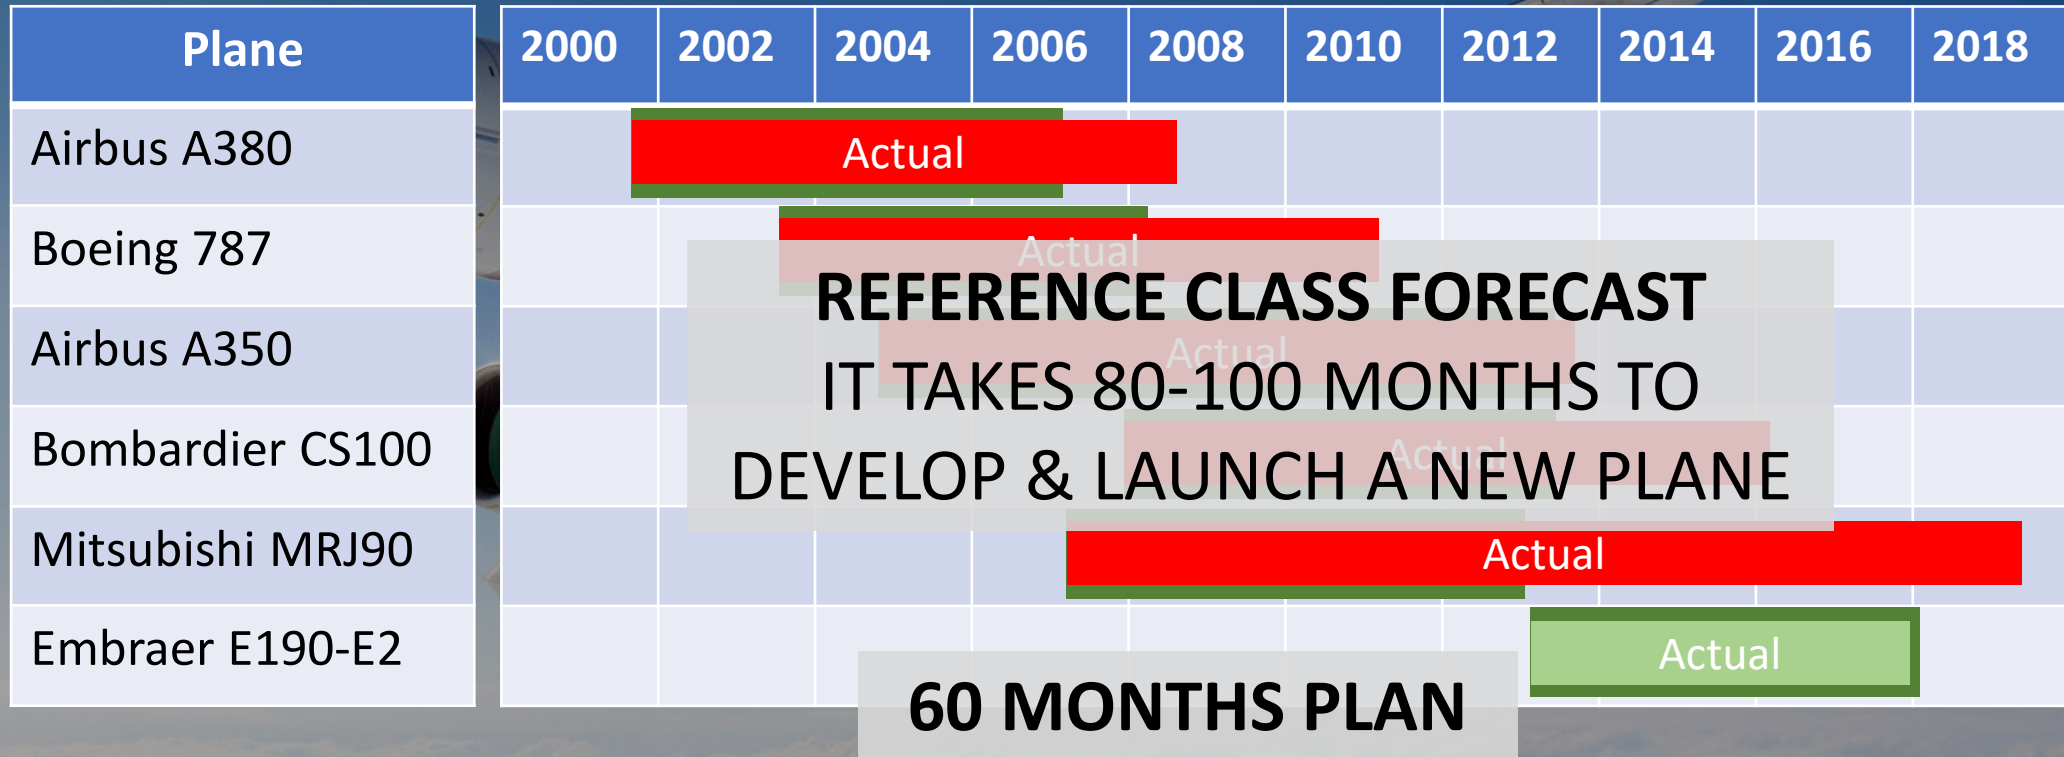 Plane 2000 2002 2004 2006 2008 2010 2012 2014 2016 2018
Airbus A380 Actual
Boeing 787 Actual
REFERENCE CLASS FORECAST
Airbus A350 Actual
IT TAKES 80-100 MONTHS TO
Bombardier CS100 Actual
DEVELOP & LAUNCH A NEW PLANE
Mitsubishi MRJ90 Actual
Embraer E190-E2 Actual
60 MONTHS PLAN